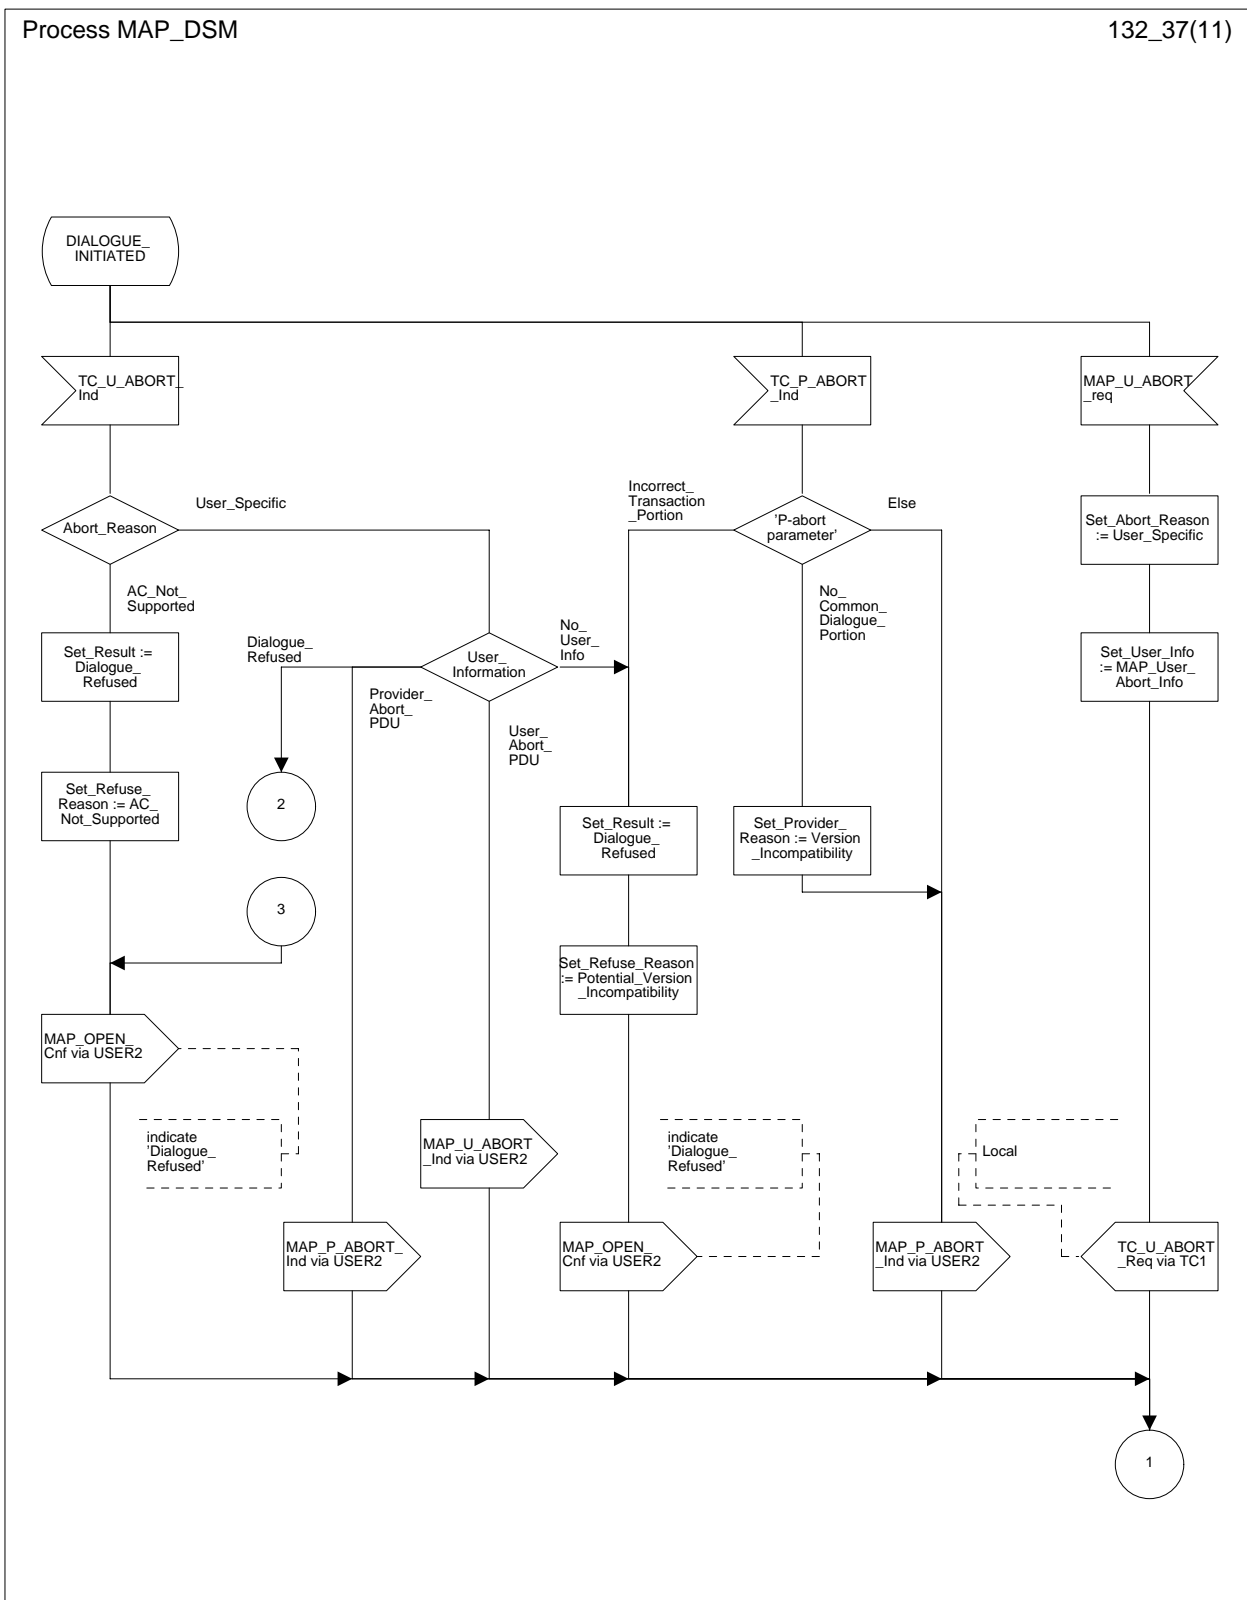 Process MAP_DSM
132_37(11)
DIALOGUE_
INITIATED
TC_U_ABORT_
Ind
TC_P_ABORT
_Ind
MAP_U_ABORT
_req
Abort_Reason
User_Specific
AC_Not_
Supported
Incorrect_
Transaction
_Portion
'P-abort
parameter'
Else
No_
Common_
Dialogue_
Portion
Set_Abort_Reason
:= User_Specific
Set_Result :=
Dialogue_
Refused
Dialogue_
Refused
Provider_
Abort_
PDU
User_
Information
No_
User_
Info
User_
Abort_
PDU
Set_User_Info
:= MAP_User_
Abort_Info
Set_Refuse_
Reason := AC_
Not_Supported
2
Set_Result :=
Dialogue_
Refused
Set_Provider_
Reason := Version
_Incompatibility
3
Set_Refuse_Reason
:= Potential_Version
_Incompatibility
MAP_OPEN_
Cnf via USER2
indicate
'Dialogue_
Refused'
MAP_U_ABORT
_Ind via USER2
indicate
'Dialogue_
Refused'
Local
MAP_P_ABORT_
Ind via USER2
MAP_OPEN_
Cnf via USER2
MAP_P_ABORT
_Ind via USER2
TC_U_ABORT
_Req via TC1
1